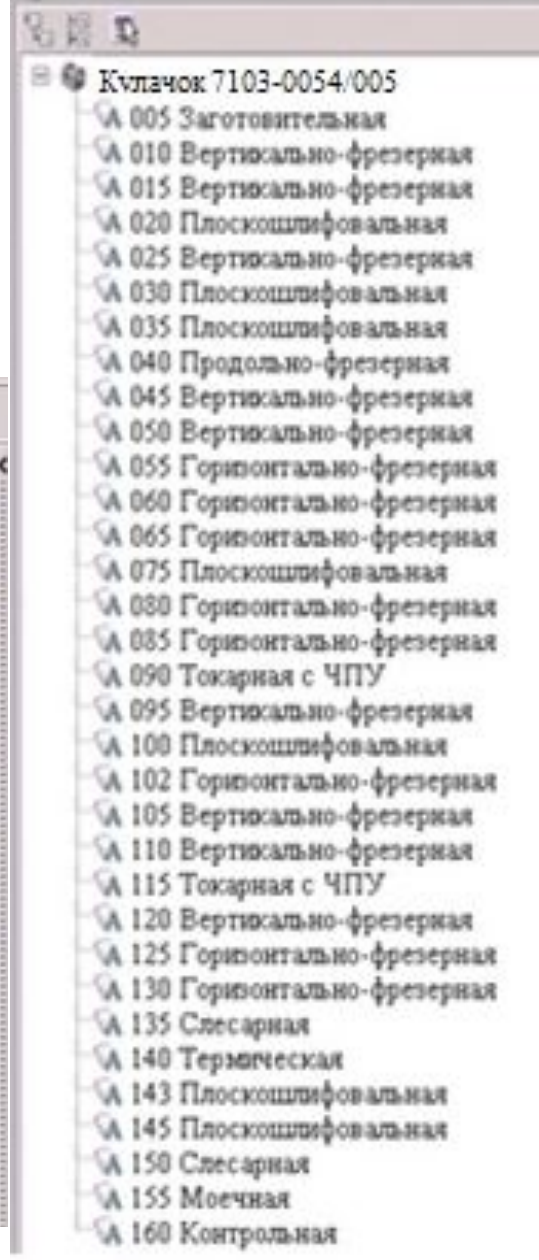 Кулачок 7103-0054/005
А 005 Заготовительная
А 010 Вертикально-фрезерная
А 015 Вертикально-фрезерная
А 020 Плоскошлифовальная
А 025 Вертикально-фрезерная
А 030 Плоскошлифовальная
А 035 Плоскошлифовальная
А 040 Продольно-фрезерная
А 045 Вертикально-фрезерная
А 050 Вертикально-фрезерная
А 055 Горизонтально-фрезерная
А 060 Горизонтально-фрезерная
А 065 Горизонтально-фрезерная
А 075 Плоскошлифовальная
А 080 Горизонтально-фрезерная
А 085 Горизонтально-фрезерная
А 090 Токарная с ЧПУ
А 095 Вертикально-фрезерная
А 100 Плоскошлифовальная
А 102 Горизонтально-фрезерная
А 105 Вертикально-фрезерная
А 110 Вертикально-фрезерная
А 115 Токарная с ЧПУ
А 120 Вертикально-фрезерная
А 125 Горизонтально-фрезерная
А 130 Горизонтально-фрезерная
А 135 Слесарная
А 140 Термическая
А 143 Плоскошлифовальная
А 145 Плоскошлифовальная
А 150 Слесарная
А 155 Моечная
А 160 Контрольная